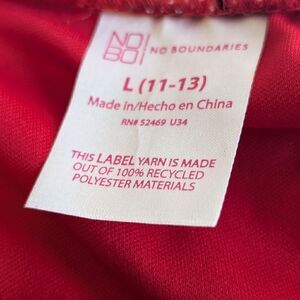 NO
BO
NO BOUNDARIES
L (11-13)
Made in/Hecho en China
RN# 52469 U34
THIS LABEL YARN IS MADE
OUT OF 100% RECYCLED
POLYESTER MATERIALS